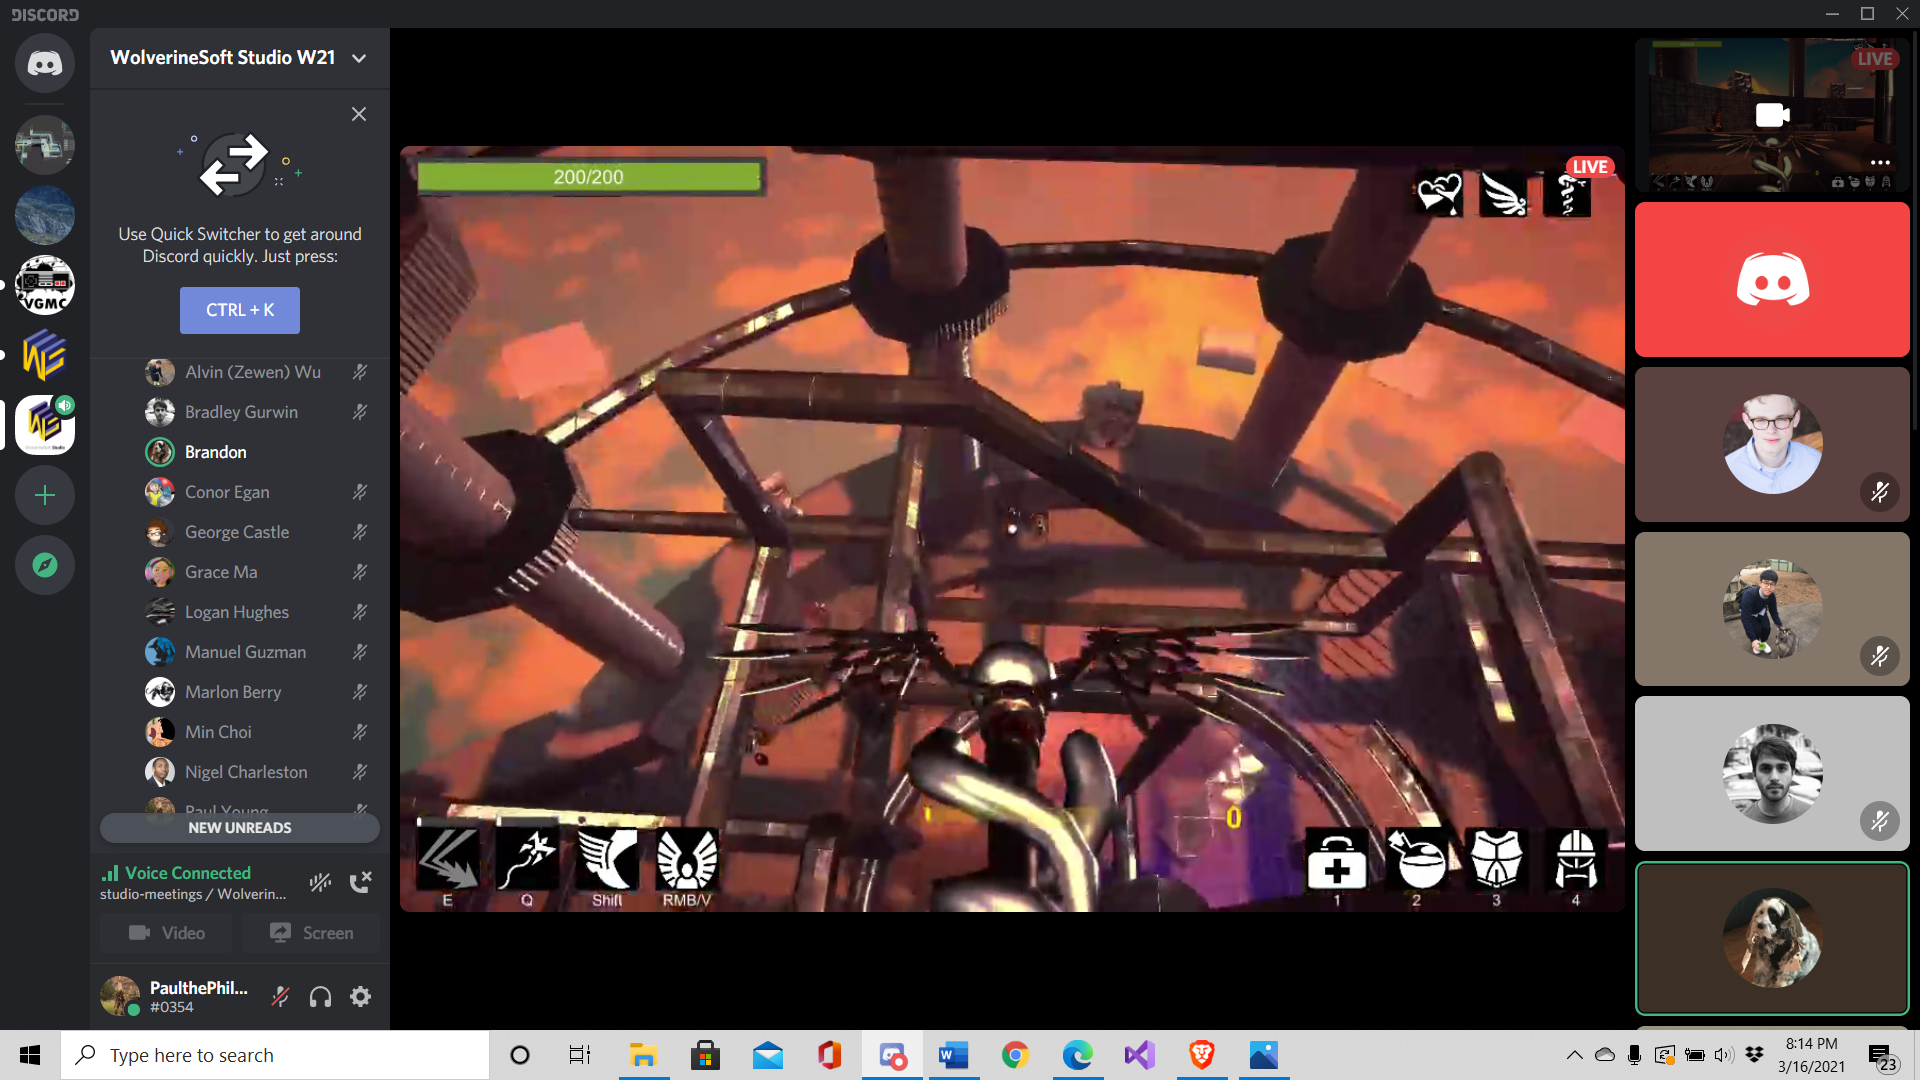 DISCORD
WolverineSoft Studio W21
Use Quick Switcher to get around
Discord quickly. Just press:
CTRL + K
VGMC
Alvin (Zewen) Wu
Bradley Gurwin
Brandon
Conor Egan
George Castle
Grace Ma
Logan Hughes
Manuel Guzman
Marlon Berry
Min Choi
Nigel Charleston
Paul Young
NEW UNREADS
Voice Connected
studio-meetings / Wolverin...
Video
Screen
PaulthePhil...
#0354
200/200
LIVE
E
Q
Shift
RMB/V
0
1
2
3
4
LIVE
Type here to search
8:14 PM
3/16/2021
23